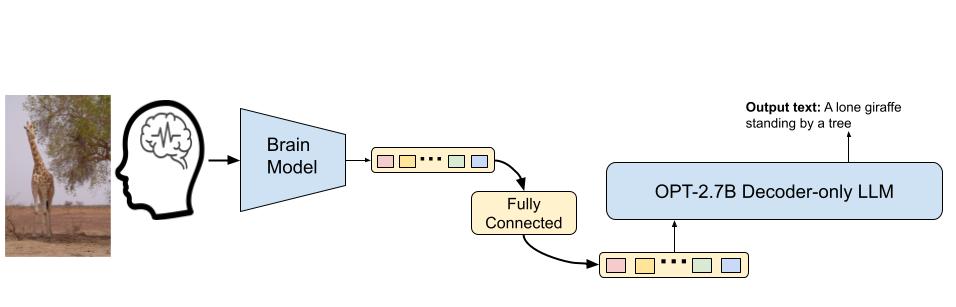 Brain
Model
Fully
Connected
Output text: A lone giraffe
standing by a tree
OPT-2.7B Decoder-only LLM